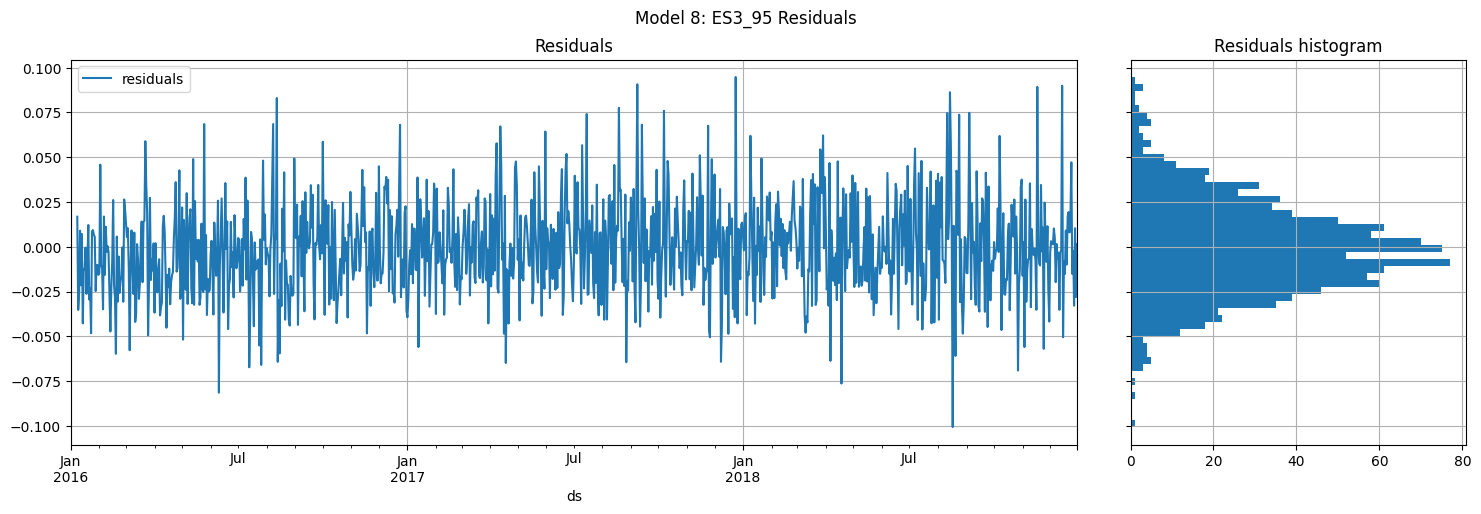 Model 8: ES3_95 Residuals
Residuals
residuals
0.100
0.075
0.050
0.025
0.000
−0.025
−0.050
−0.075
−0.100
Jan
2016
Jul
Jan
2017
Jul
Jan
2018
Jul
ds
Residuals histogram
0
20
40
60
80